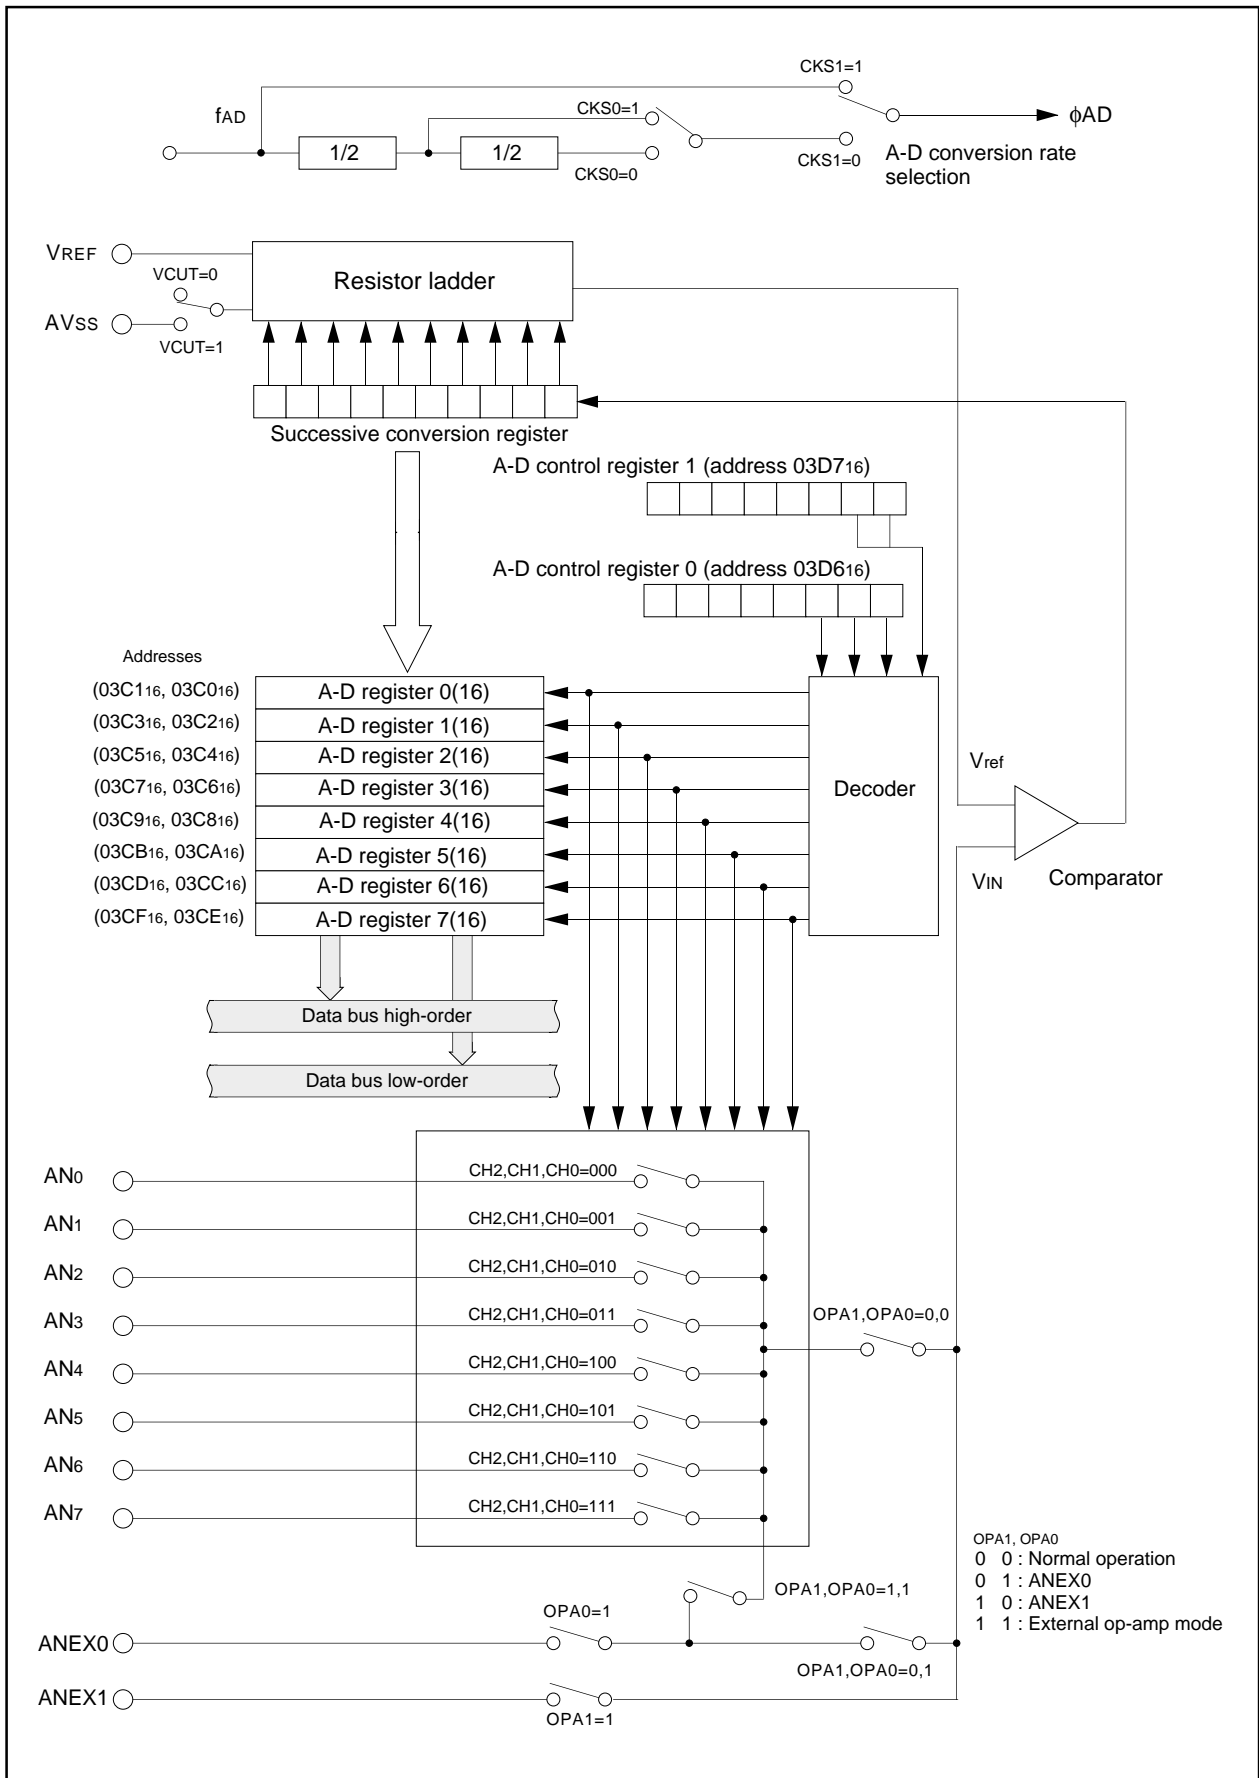 CKS1=1
fAD
CKS0=1
φAD
1/2
1/2
CKS0=0
CKS1=0
A-D conversion rate
selection
VREF
VCUT=0
Resistor ladder
AVSS
VCUT=1
Successive conversion register
A-D control register 1 (address 03D716)
A-D control register 0 (address 03D616)
Addresses
(03C116, 03C016)
A-D register 0(16)
(03C316, 03C216)
A-D register 1(16)
(03C516, 03C416)
A-D register 2(16)
(03C716, 03C616)
A-D register 3(16)
(03C916, 03C816)
A-D register 4(16)
(03CB16, 03CA16)
A-D register 5(16)
(03CD16, 03CC16)
A-D register 6(16)
(03CF16, 03CE16)
A-D register 7(16)
Decoder
Vref
VIN
Comparator
Data bus high-order
Data bus low-order
AN0
CH2,CH1,CH0=000
AN1
CH2,CH1,CH0=001
AN2
CH2,CH1,CH0=010
AN3
CH2,CH1,CH0=011
AN4
CH2,CH1,CH0=100
AN5
CH2,CH1,CH0=101
AN6
CH2,CH1,CH0=110
AN7
CH2,CH1,CH0=111
OPA1,OPA0=0,0
OPA1, OPA0
0 0 : Normal operation
0 1 : ANEX0
1 0 : ANEX1
1 1 : External op-amp mode
OPA1,OPA0=1,1
OPA0=1
ANEX0
OPA1,OPA0=0,1
ANEX1
OPA1=1